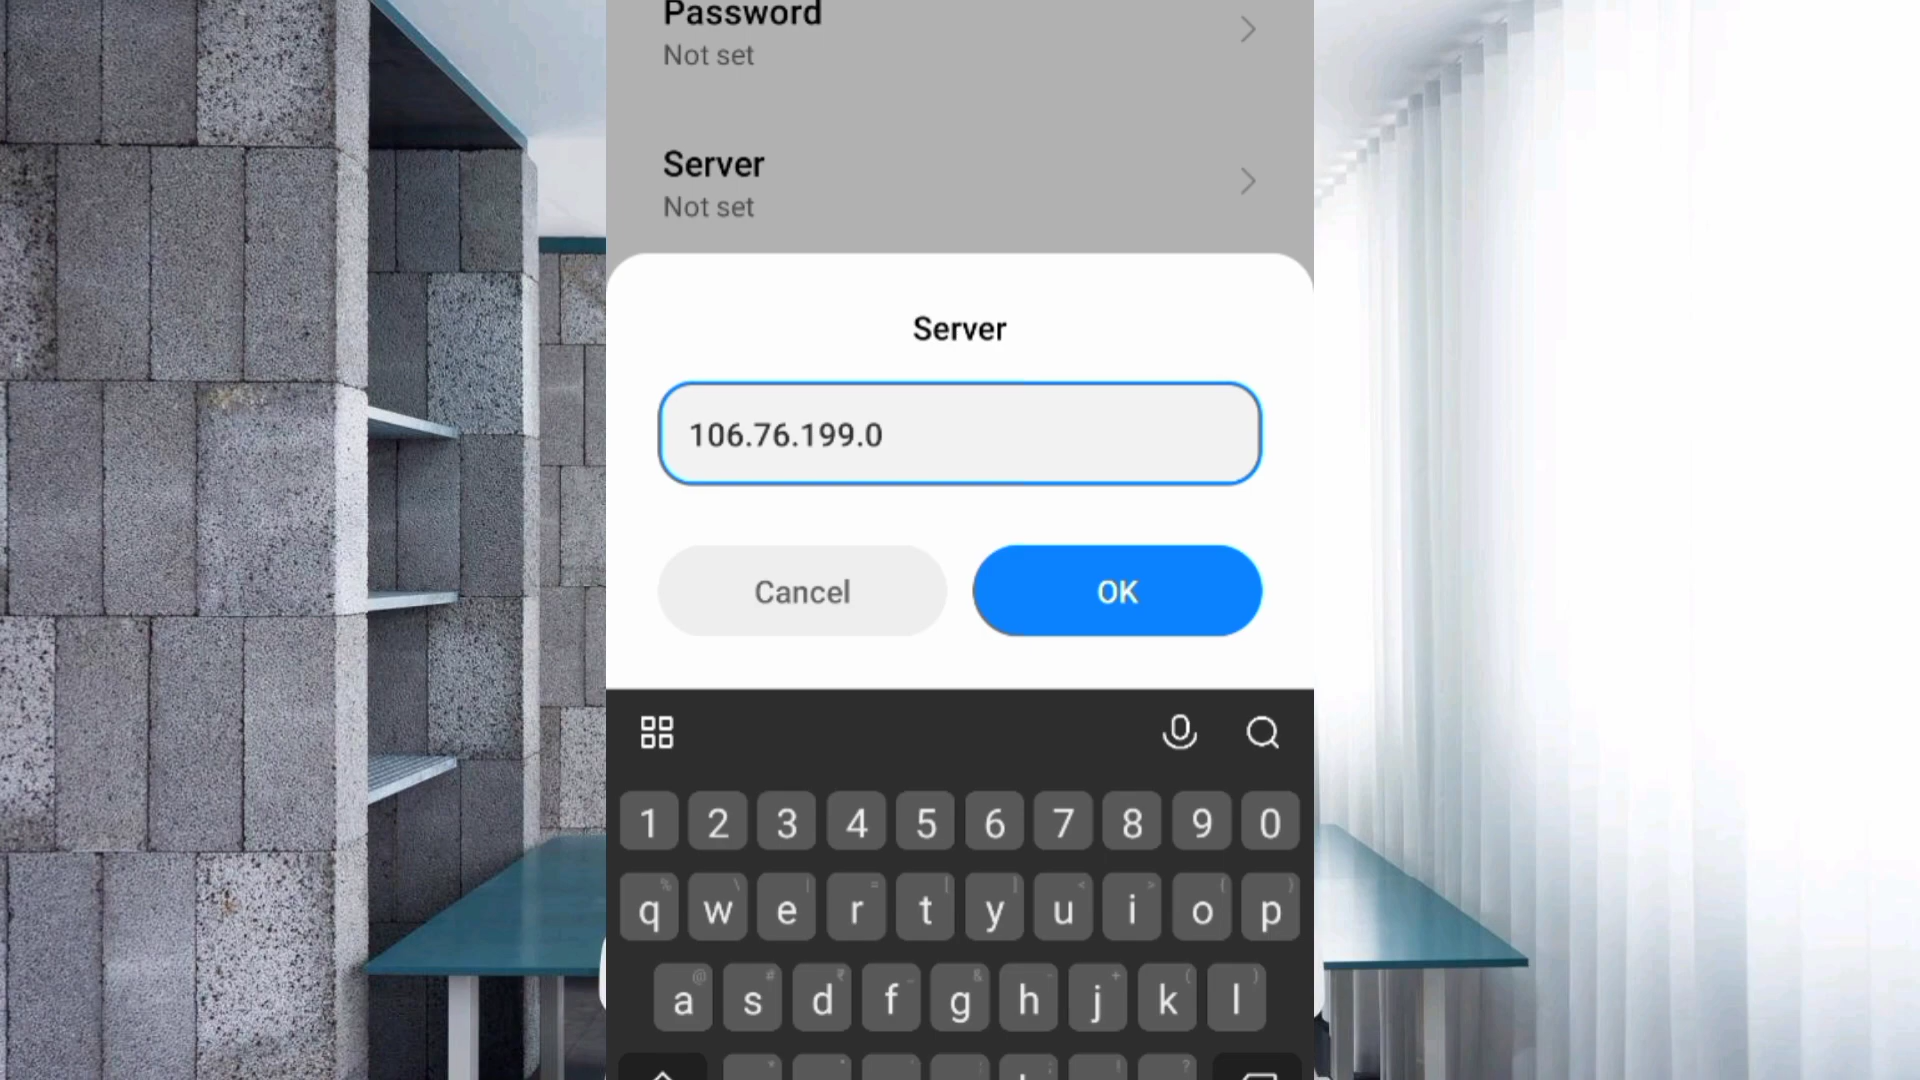 Password
Not set
Server
Not set
Server
106.76.199.0
Cancel
OK
1 2 3 4 5 6 7 8 9 0
q w e r t y u i o p
a s d f g h j k l